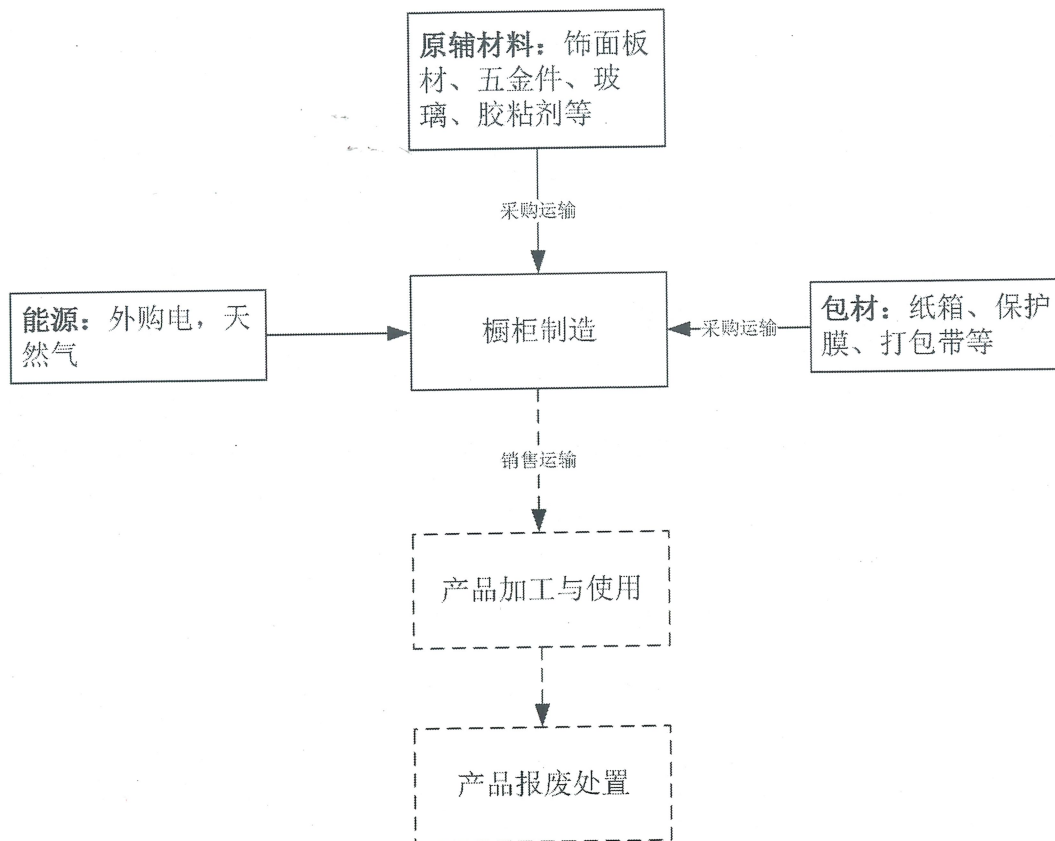 原辅材料：饰面板
材、五金件、玻
璃、胶粘剂等
采购运输
能源：外购电，天
然气
橱柜制造
采购运输
包材：纸箱、保护
膜、打包带等
销售运输
产品加工与使用
产品报废处置